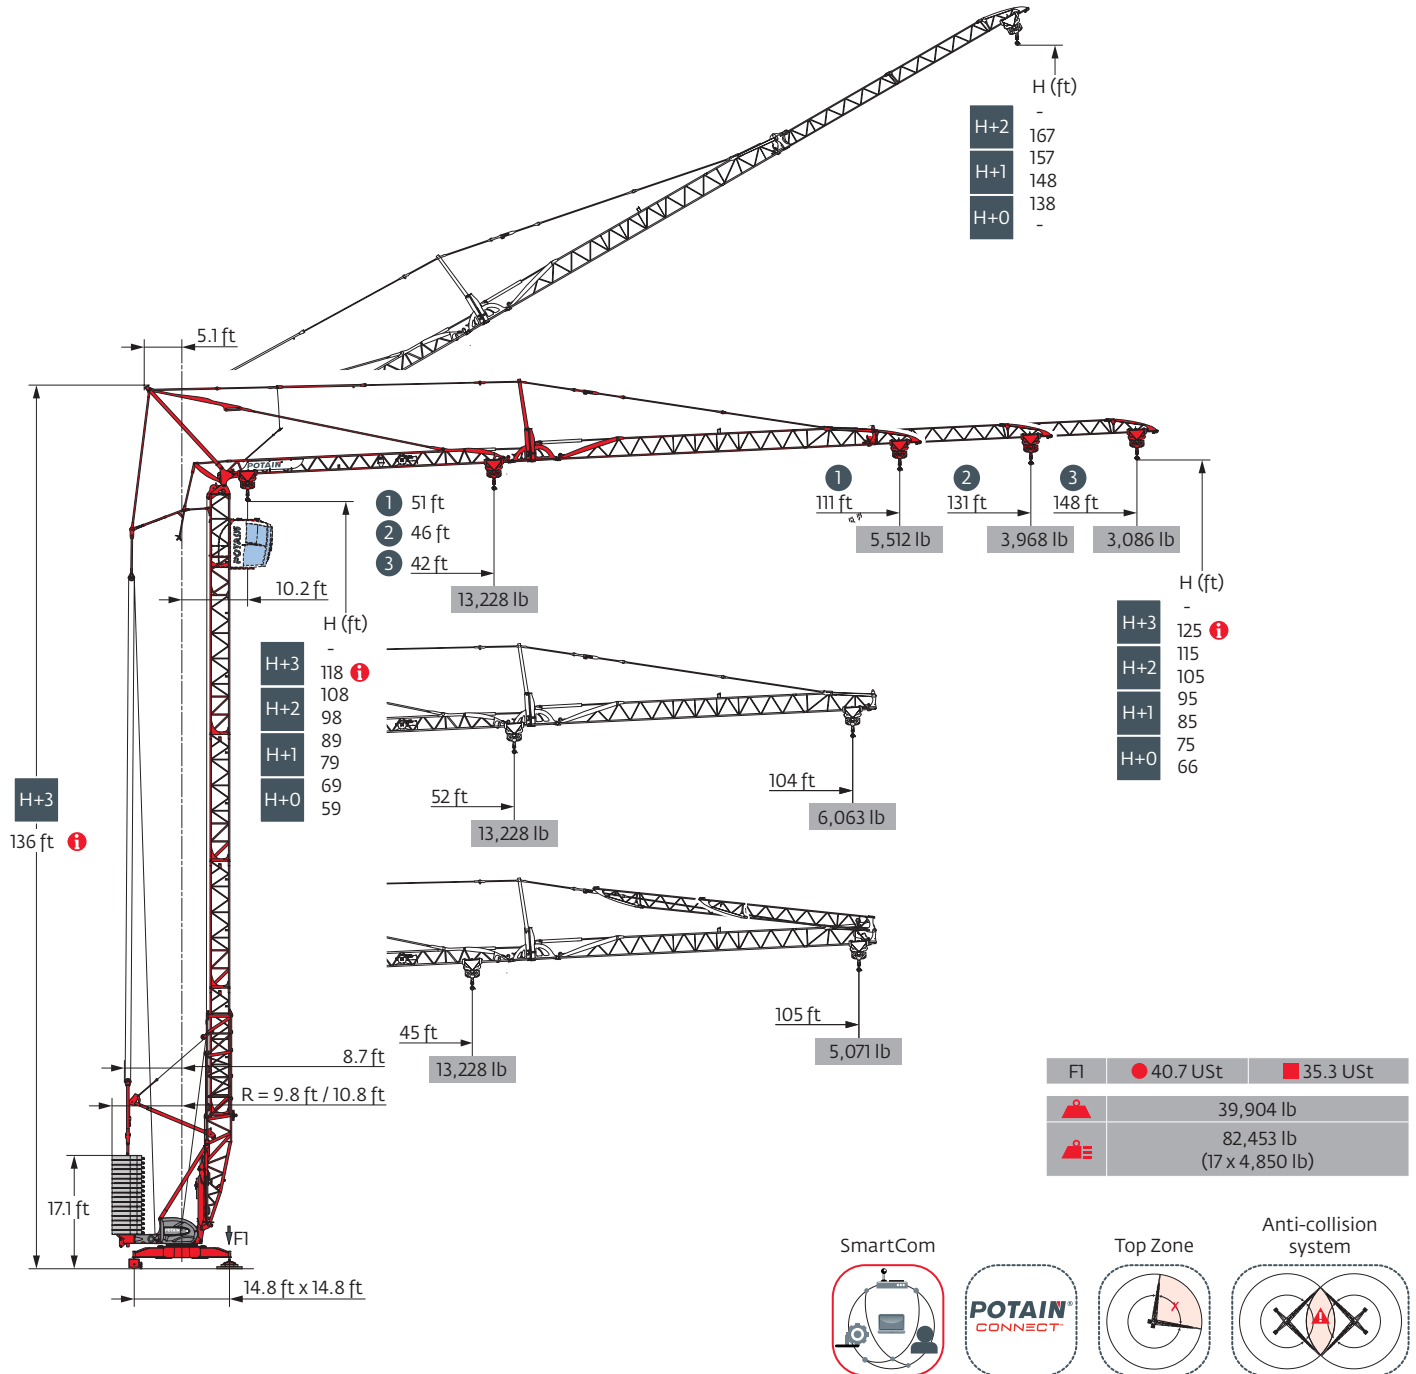 H (ft)
H+2
-
167
H+1
157
148
H+0
138
-
5.1 ft
POTAIN
POTAIN
1 51 ft
2 46 ft
3 42 ft
13,228 lb
1
111 ft
5,512 lb
2
131 ft
3,968 lb
3
148 ft
3,086 lb
10.2 ft
H (ft)
H+3
-
118 i
H+2
108
98
H+1
89
79
H+0
69
59
H (ft)
H+3
-
125 i
H+2
115
105
H+1
95
85
H+0
75
66
H+3
136 ft i
52 ft
13,228 lb
104 ft
6,063 lb
45 ft
13,228 lb
105 ft
5,071 lb
8.7 ft
R = 9.8 ft / 10.8 ft
17.1 ft
F1
14.8 ft x 14.8 ft
F1 40.7 USt 35.3 USt
39,904 lb
82,453 lb
(17 x 4,850 lb)
SmartCom
POTAIN®
CONNECT™
Top Zone
Anti-collision
system